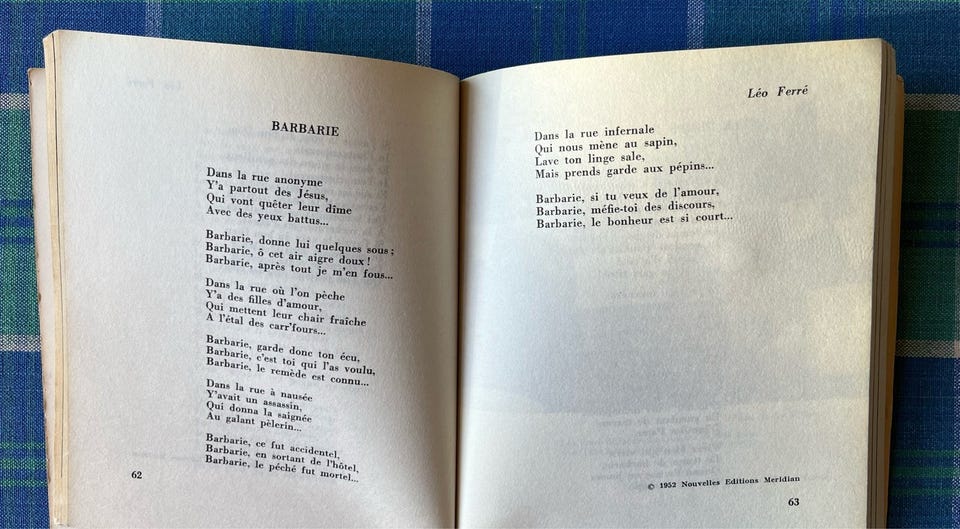 BARBARIE
Dans la rue anonyme
Y'a partout des Jésus,
Qui vont quêter leur dîme
Avec des yeux battus...
Barbarie, donne lui quelques sous ;
Barbarie, ô cet air aigre doux !
Barbarie, après tout je m'en fous...
Dans la rue où l'on pèche
Y'a des filles d'amour,
Qui mettent leur chair fraîche
A l'étal des carr'fours...
Barbarie, garde donc ton écu,
Barbarie, c'est toi qui l'as voulu,
Barbarie, le remède est connu...
Dans la rue à nausée
Y'avait un assassin,
Qui donna la saignée
Au galant pèlerin...
Barbarie, ce fut accidentel,
Barbarie, en sortant de l'hôtel,
Barbarie, le péché fut mortel...
62
Léo Ferré
Dans la rue infernale
Qui nous mène au sapin,
Lave ton linge sale,
Mais prends garde aux pépins...
Barbarie, si tu veux de l'amour,
Barbarie, méfie-toi des discours,
Barbarie, le bonheur est si court...
© 1952 Nouvelles Editions Meridian
63